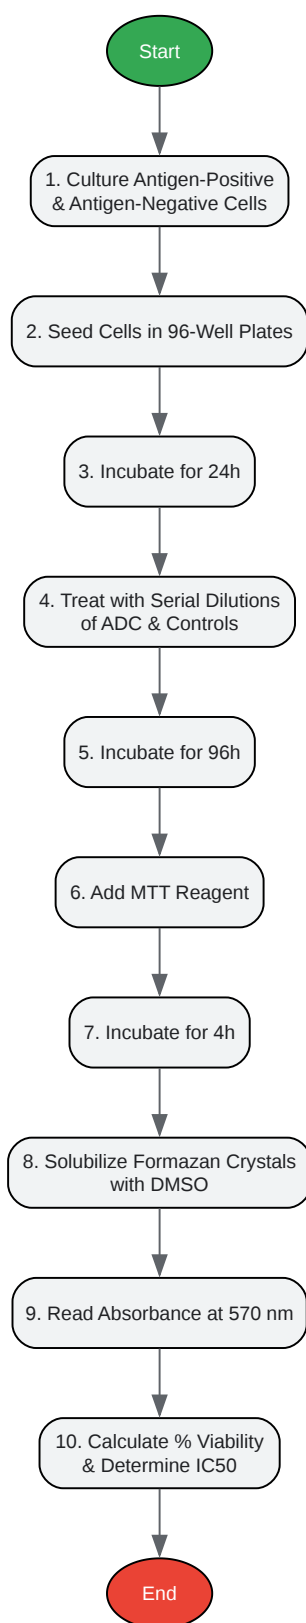 Start
1. Culture Antigen-Positive
& Antigen-Negative Cells
2. Seed Cells in 96-Well Plates
3. Incubate for 24h
4. Treat with Serial Dilutions
of ADC & Controls
5. Incubate for 96h
6. Add MTT Reagent
7. Incubate for 4h
8. Solubilize Formazan Crystals
with DMSO
9. Read Absorbance at 570 nm
10. Calculate % Viability
& Determine IC50
End